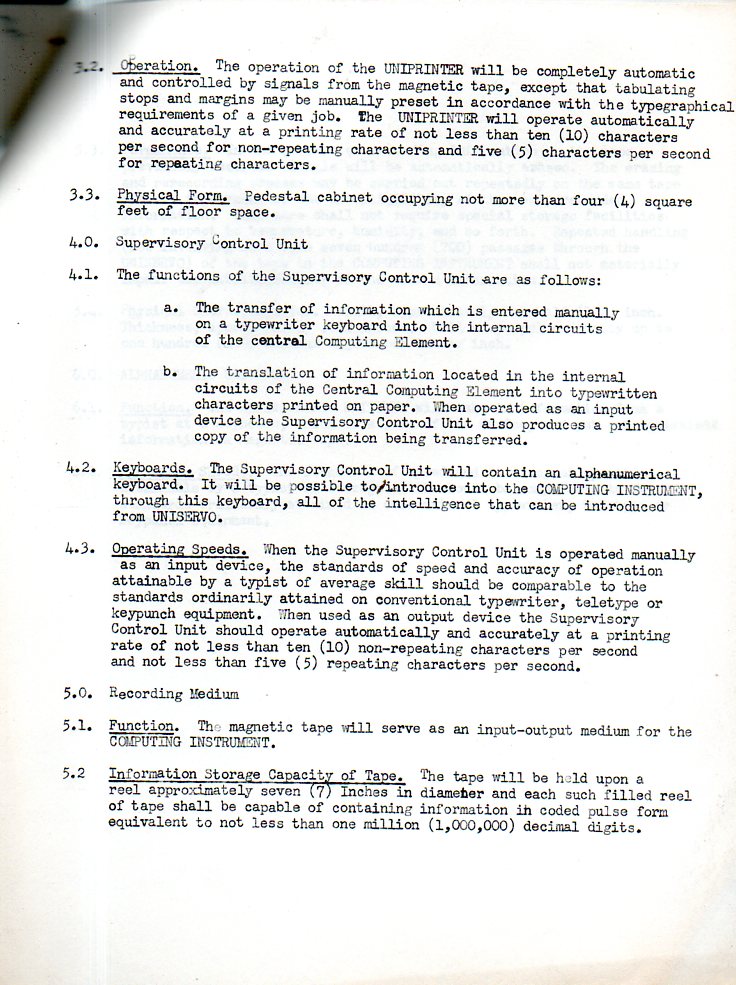 3.2. Operation. The operation of the UNIPRINTER will be completely automatic
and controlled by signals from the magnetic tape, except that tabulating
stops and margins may be manually preset in accordance with the typegraphical
requirements of a given job. The UNIPRINTER will operate automatically
and accurately at a printing rate of not less than ten (10) characters
per second for non-repeating characters and five (5) characters per second
for repeating characters.
3.3. Physical Form. Pedestal cabinet occupying not more than four (4) square
feet of floor space.
4.0. Supervisory Control Unit
4.1. The functions of the Supervisory Control Unit are as follows:
a. The transfer of information which is entered manually
on a typewriter keyboard into the internal circuits
of the central Computing Element.
b. The translation of information located in the internal
circuits of the Central Computing Element into typewritten
characters printed on paper. When operated as an input
device the Supervisory Control Unit also produces a printed
copy of the information being transferred.
4.2. Keyboards. The Supervisory Control Unit will contain an alphanumerical
keyboard. It will be possible to/introduce into the COMPUTING INSTRUMENT,
through this keyboard, all of the intelligence that can be introduced
from UNISERVO.
4.3. Operating Speeds. When the Supervisory Control Unit is operated manually
as an input device, the standards of speed and accuracy of operation
attainable by a typist of average skill should be comparable to the
standards ordinarily attained on conventional typewriter, teletype or
keypunch equipment. When used as an output device the Supervisory
Control Unit should operate automatically and accurately at a printing
rate of not less than ten (10) non-repeating characters per second
and not less than five (5) repeating characters per second.
5.0. Recording Medium
5.1. Function. The magnetic tape will serve as an input-output medium for the
COMPUTING INSTRUMENT.
5.2 Information Storage Capacity of Tape. The tape will be held upon a
reel approximately seven (7) Inches in diameter and each such filled reel
of tape shall be capable of containing information in coded pulse form
equivalent to not less than one million (1,000,000) decimal digits.